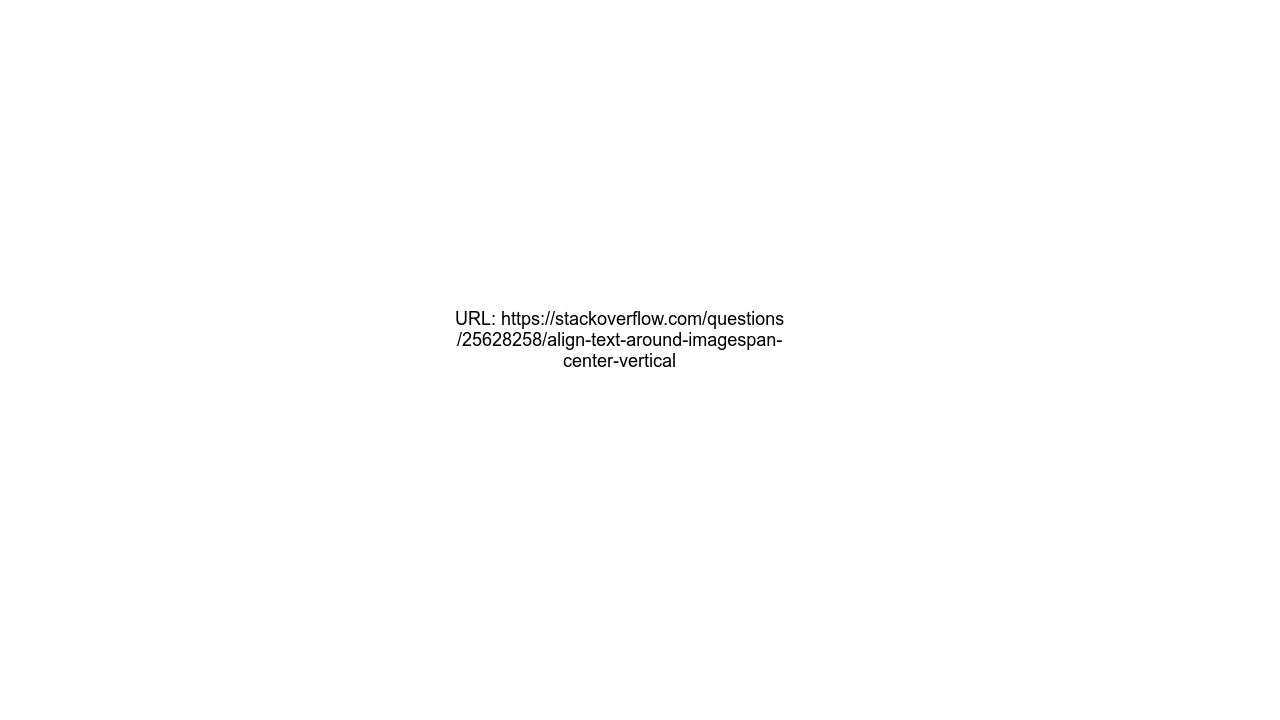 URL: https://stackoverflow.com/questions
/25628258/align-text-around-imagespan-
center-vertical